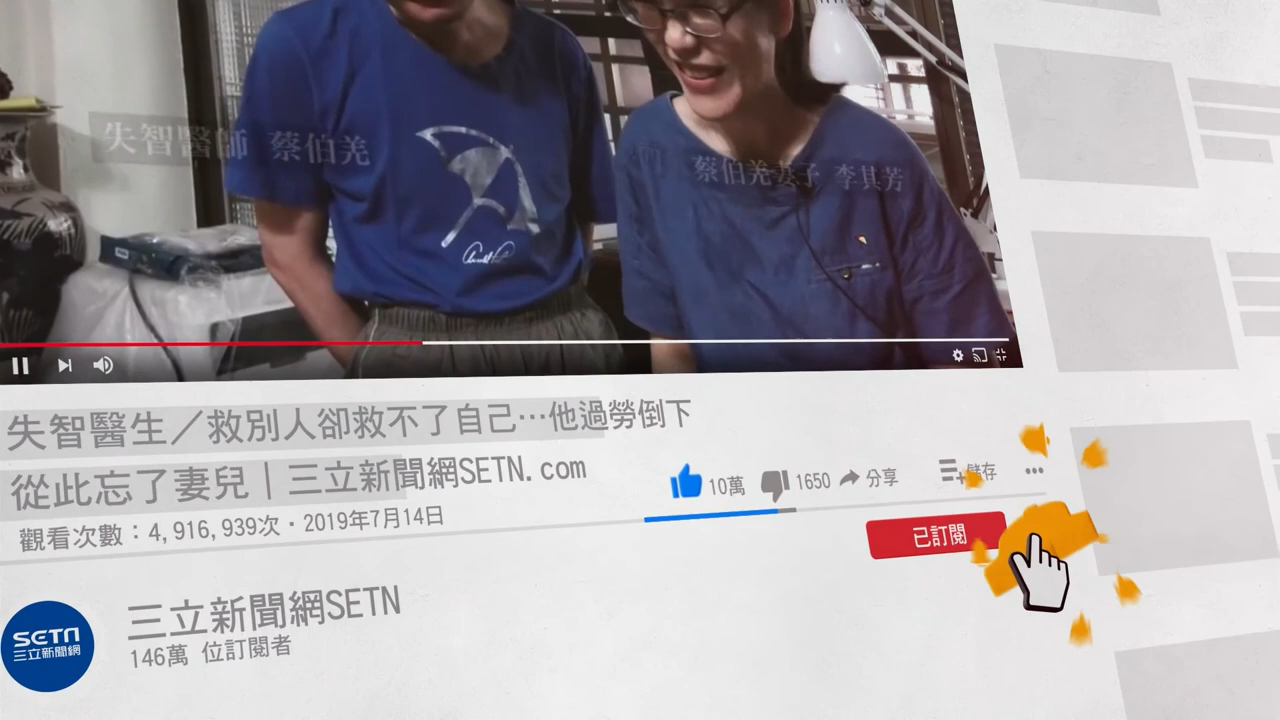 失智醫師 蔡伯羌
蔡伯羌妻子 李其芳
失智醫生／救別人卻救不了自己…他過勞倒下
從此忘了妻兒｜三立新聞網SETN.com
10萬 1650 分享 儲存
觀看次數：4,916,939次・2019年7月14日
已訂閱
三立新聞網SETN
146萬 位訂閱者
SETN
三立新聞網